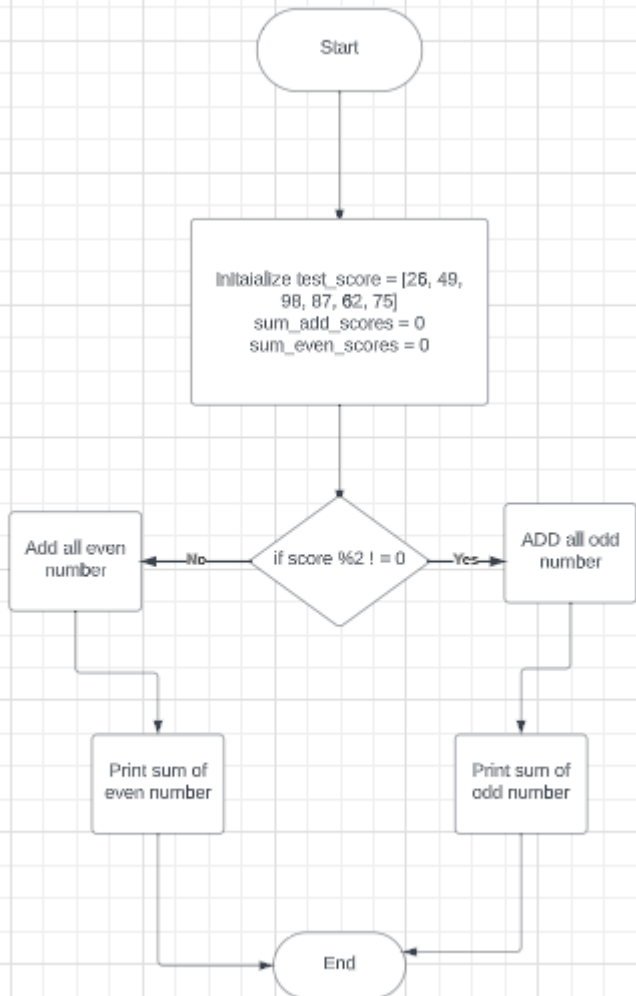 Start
Initaialize test_score = [26, 49,
98, 87, 62, 75]
sum_add_scores = 0
sum_even_scores = 0
if score %2 ! = 0
No
Yes
Add all even
number
ADD all odd
number
Print sum of
even number
Print sum of
odd number
End